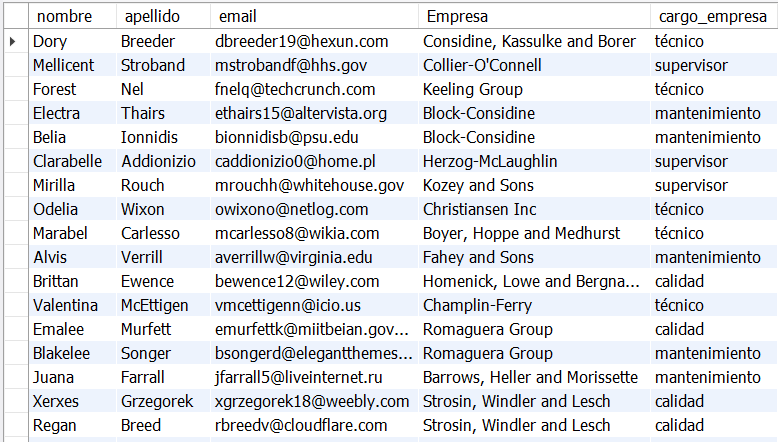 nombre apellido email Empresa cargo_empresa
Dory Breeder dbreeder19@hexun.com Considine, Kassulke and Borer técnico
Mellicent Stroband mstrobandf@hhs.gov Collier-O'Connell supervisor
Forest Nel fnelq@techcrunch.com Keeling Group técnico
Electra Thairs ethairs15@altervista.org Block-Considine mantenimiento
Belia Ionnidis bionnidisb@psu.edu Block-Considine mantenimiento
Clarabelle Addionizio caddionizio0@home.pl Herzog-McLaughlin supervisor
Mirilla Rouch mrouchh@whitehouse.gov Kozey and Sons supervisor
Odelia Wixon owixono@netlog.com Christiansen Inc técnico
Marabel Carlesso mcarlesso8@wikia.com Boyer, Hoppe and Medhurst técnico
Alvis Verrill averrillw@virginia.edu Fahey and Sons mantenimiento
Brittan Ewence bewence12@wiley.com Homenick, Lowe and Bergna... calidad
Valentina McEttigen vmcettigenn@icio.us Champlin-Ferry técnico
Emalee Murfett emurfettk@miitbeian.gov... Romaguera Group calidad
Blakelee Songer bsongerd@elegantthemes... Romaguera Group mantenimiento
Juana Farrall jfarrall5@liveinternet.ru Barrows, Heller and Morissette mantenimiento
Xerxes Grzegorek xgrzegorek18@weebly.com Strosin, Windler and Lesch calidad
Regan Breed rbreedv@cloudflare.com Strosin, Windler and Lesch calidad